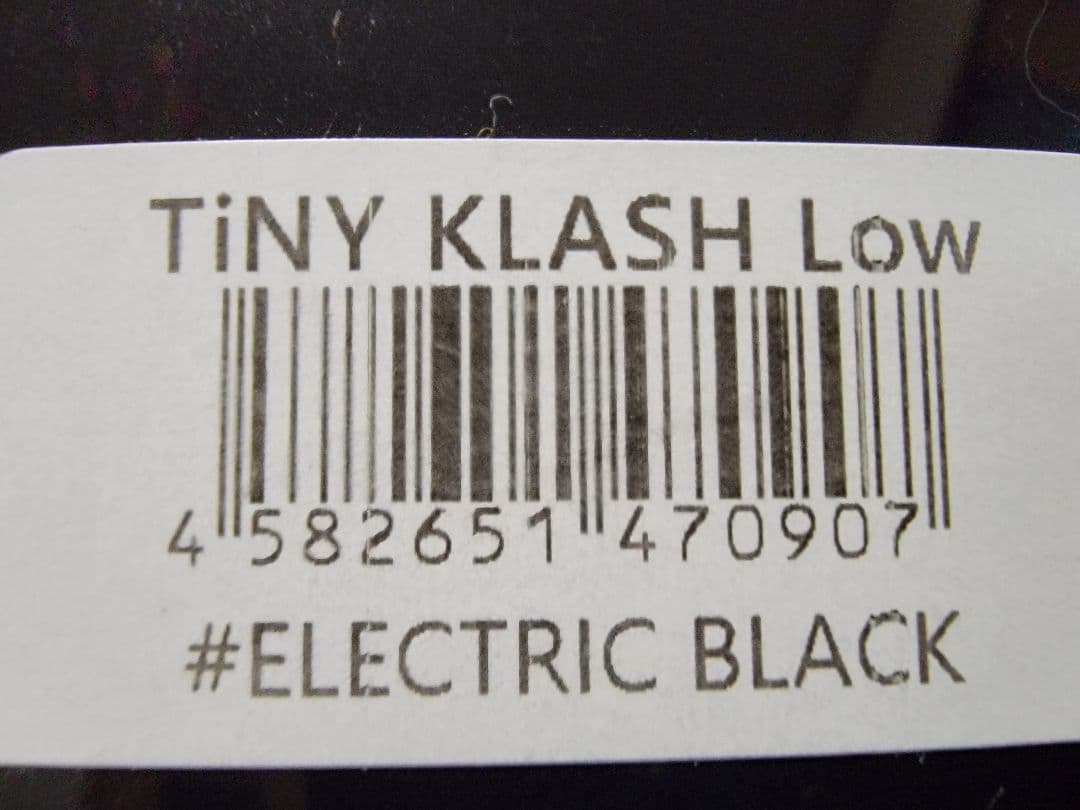 TiNY KLASH Low
4 582651 470907
#ELECTRIC BLACK